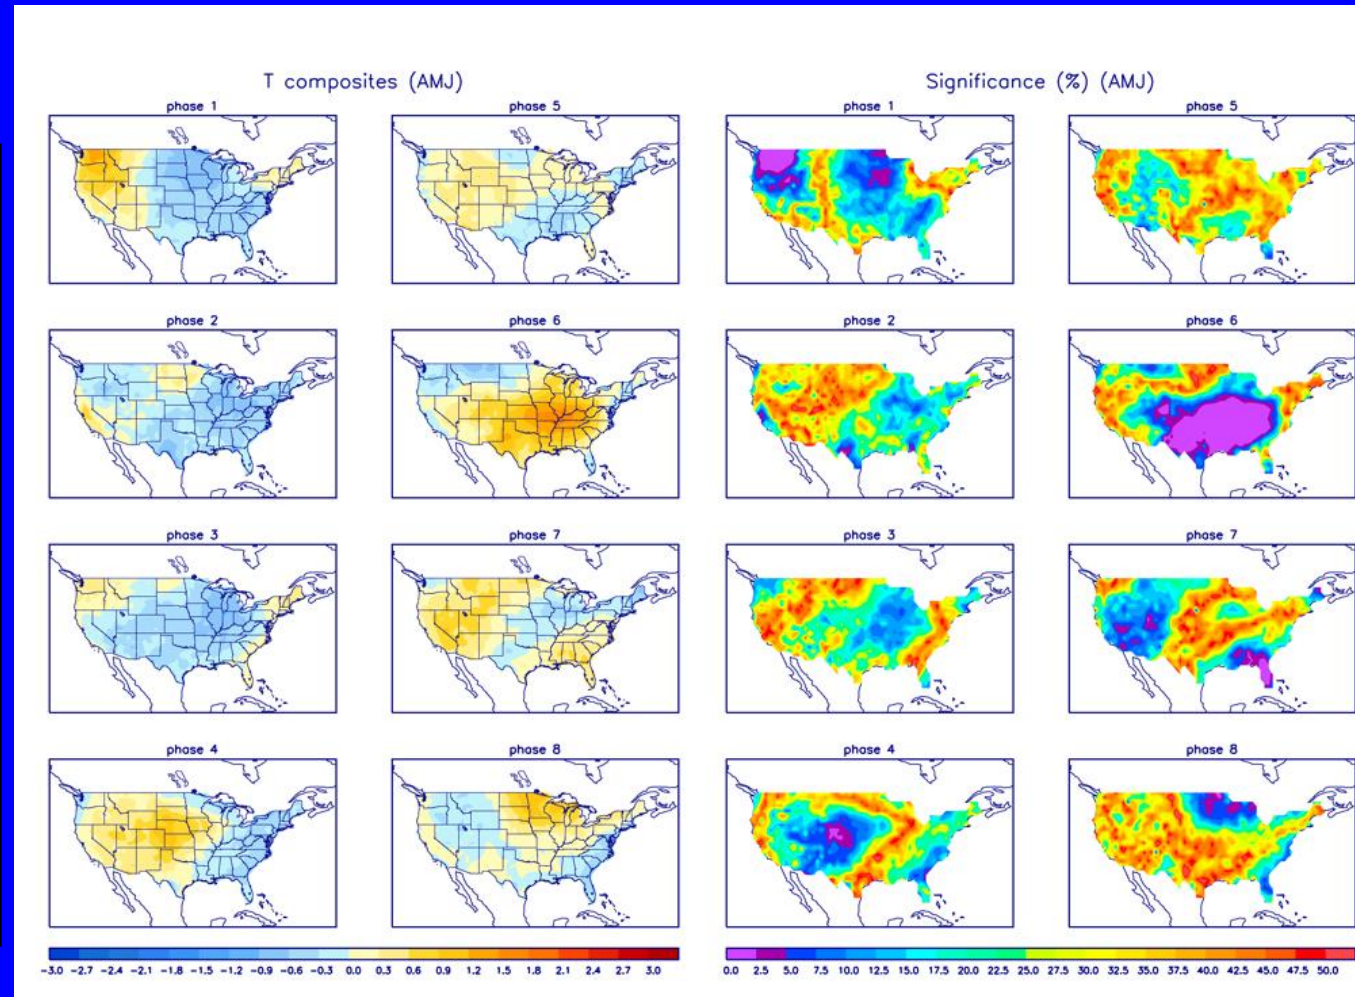 T composites (AMJ)
Significance (%) (AMJ)
phase 1
phase 5
phase 1
phase 5
phase 2
phase 6
phase 2
phase 6
phase 3
phase 7
phase 3
phase 7
phase 4
phase 8
phase 4
phase 8
-3.0 -2.7 -2.4 -2.1 -1.8 -1.5 -1.2 -0.9 -0.6 -0.3 0.0 0.3 0.6 0.9 1.2 1.5 1.8 2.1 2.4 2.7 3.0
0.0 2.5 5.0 7.5 10.0 12.5 15.0 17.5 20.0 22.5 25.0 27.5 30.0 32.5 35.0 37.5 40.0 42.5 45.0 47.5 50.0